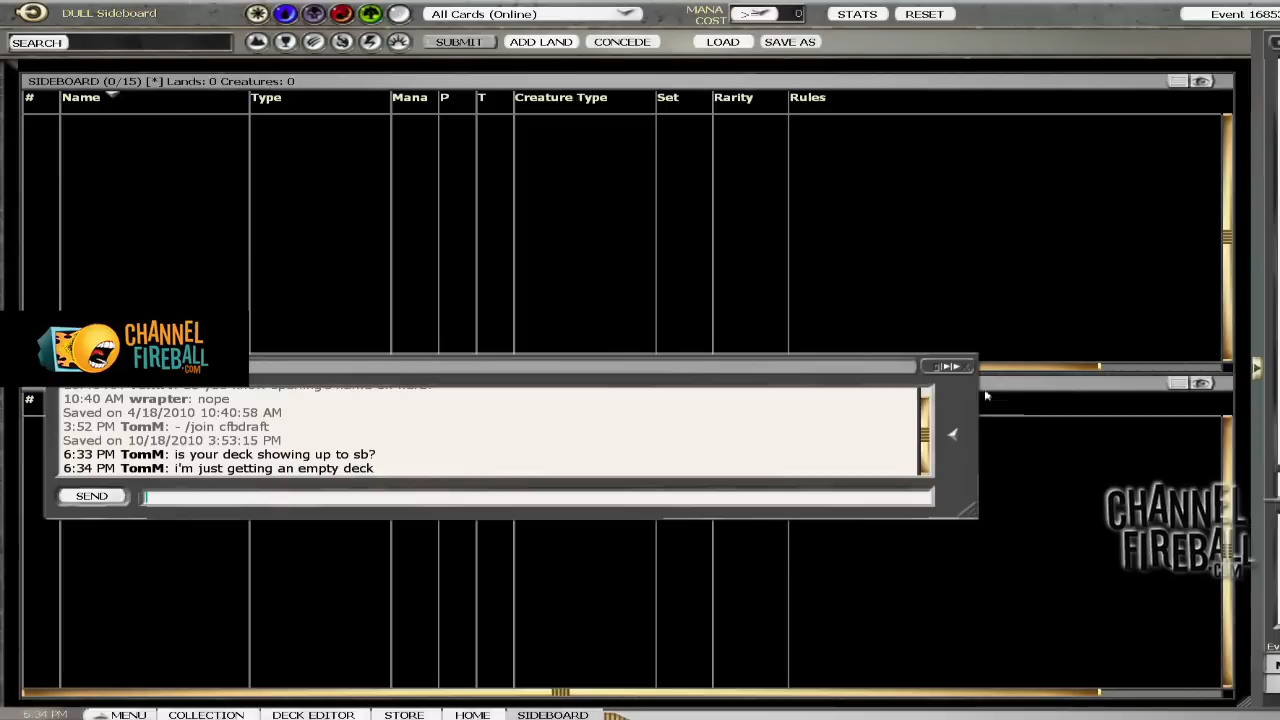 DULL Sideboard
All Cards (Online)
MANA COST
>=
0
STATS
RESET
Event 1685
SEARCH
SUBMIT
ADD LAND
CONCEDE
LOAD
SAVE AS
SIDEBOARD (0/15) [*] Lands: 0 Creatures: 0
# Name Type Mana P T Creature Type Set Rarity Rules
CHANNEL
FIREBALL
.COM
#
10:40 AM wrapter: nope
Saved on 4/18/2010 10:40:58 AM
3:52 PM TomM: - /join cfbdraft
Saved on 10/18/2010 3:53:15 PM
6:33 PM TomM: is your deck showing up to sb?
6:34 PM TomM: i'm just getting an empty deck
SEND
CHANNEL
FIREBALL
.COM
6:34 PM
MENU
COLLECTION
DECK EDITOR
STORE
HOME
SIDEBOARD